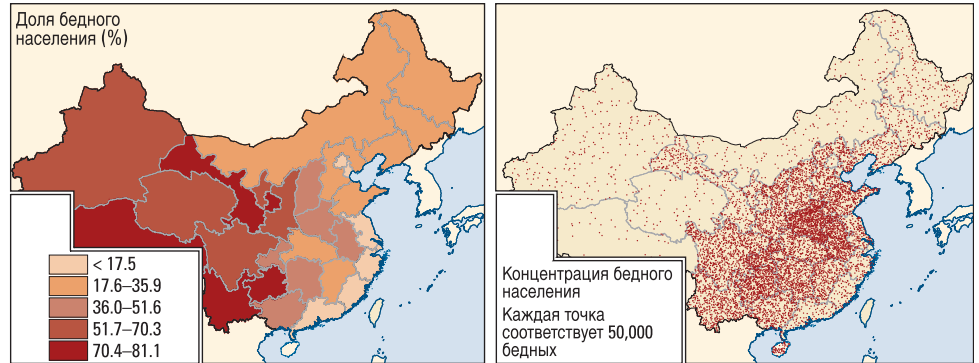 Доля бедного
населения (%)
< 17.5
17.6–35.9
36.0–51.6
51.7–70.3
70.4–81.1
Концентрация бедного
населения
Каждая точка
соответствует 50,000
бедных